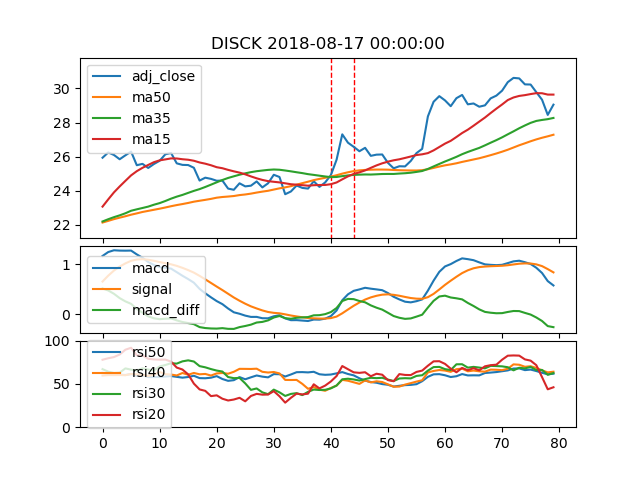 DISCK 2018-08-17 00:00:00
30
28
26
24
22
adj_close
ma50
ma35
ma15
1
0
macd
signal
macd_diff
100
50
0
rsi50
rsi40
rsi30
rsi20
0 10 20 30 40 50 60 70 80